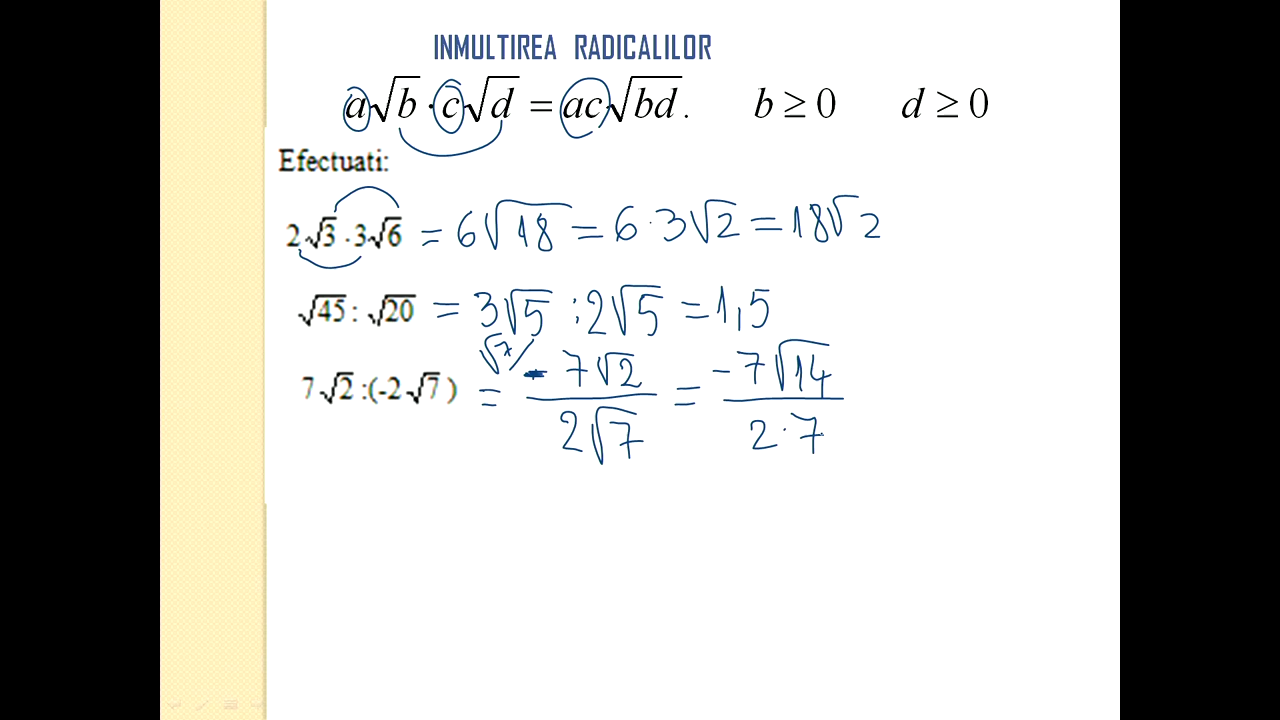 INMULTIREA RADICALILOR
a√b · c√d = ac√bd. b ≥ 0 d ≥ 0
Efectuati:
2√3 · 3√6 = 6√18 = 6 · 3√2 = 18√2
√45 : √20 = 3√5 : 2√5 = 1,5
7√2 :(-2√7) = √7/ - 7√2 / 2√7 = -7√14 / 2 · 7